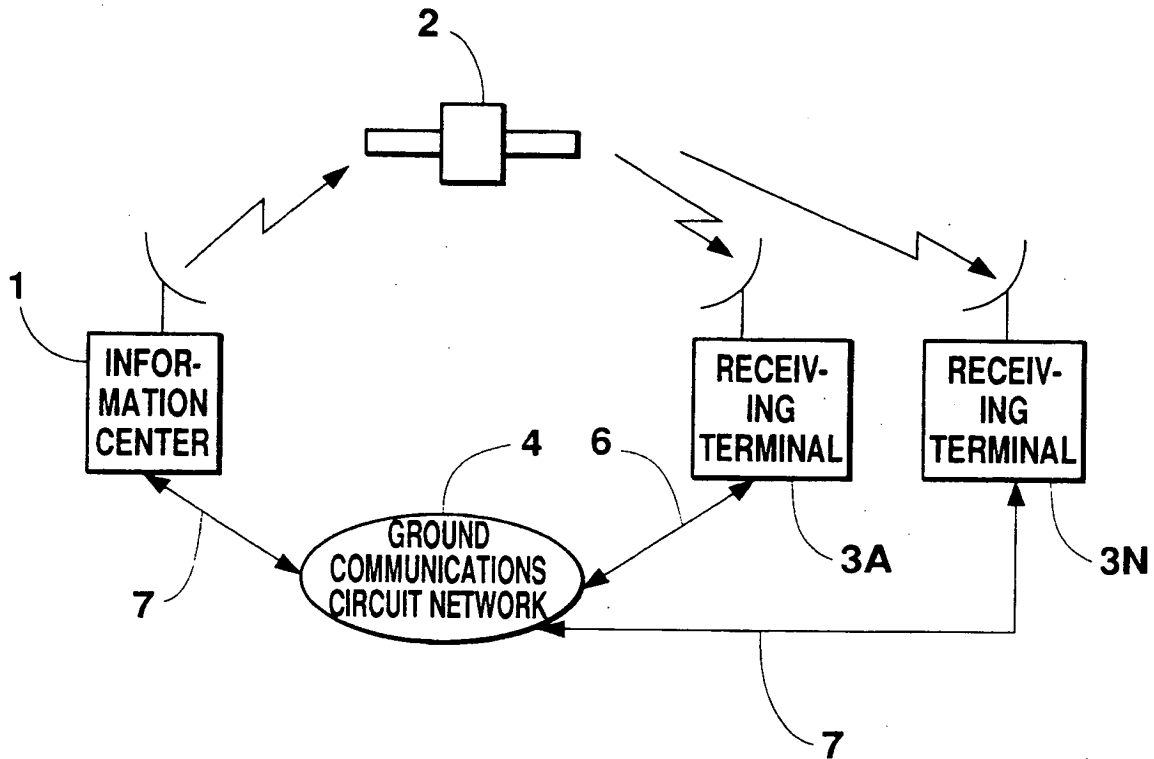 2
1
INFOR-
MATION
CENTER
RECEIV-
ING
TERMINAL
RECEIV-
ING
TERMINAL
4
6
GROUND
COMMUNICATIONS
CIRCUIT NETWORK
3A
3N
7
7